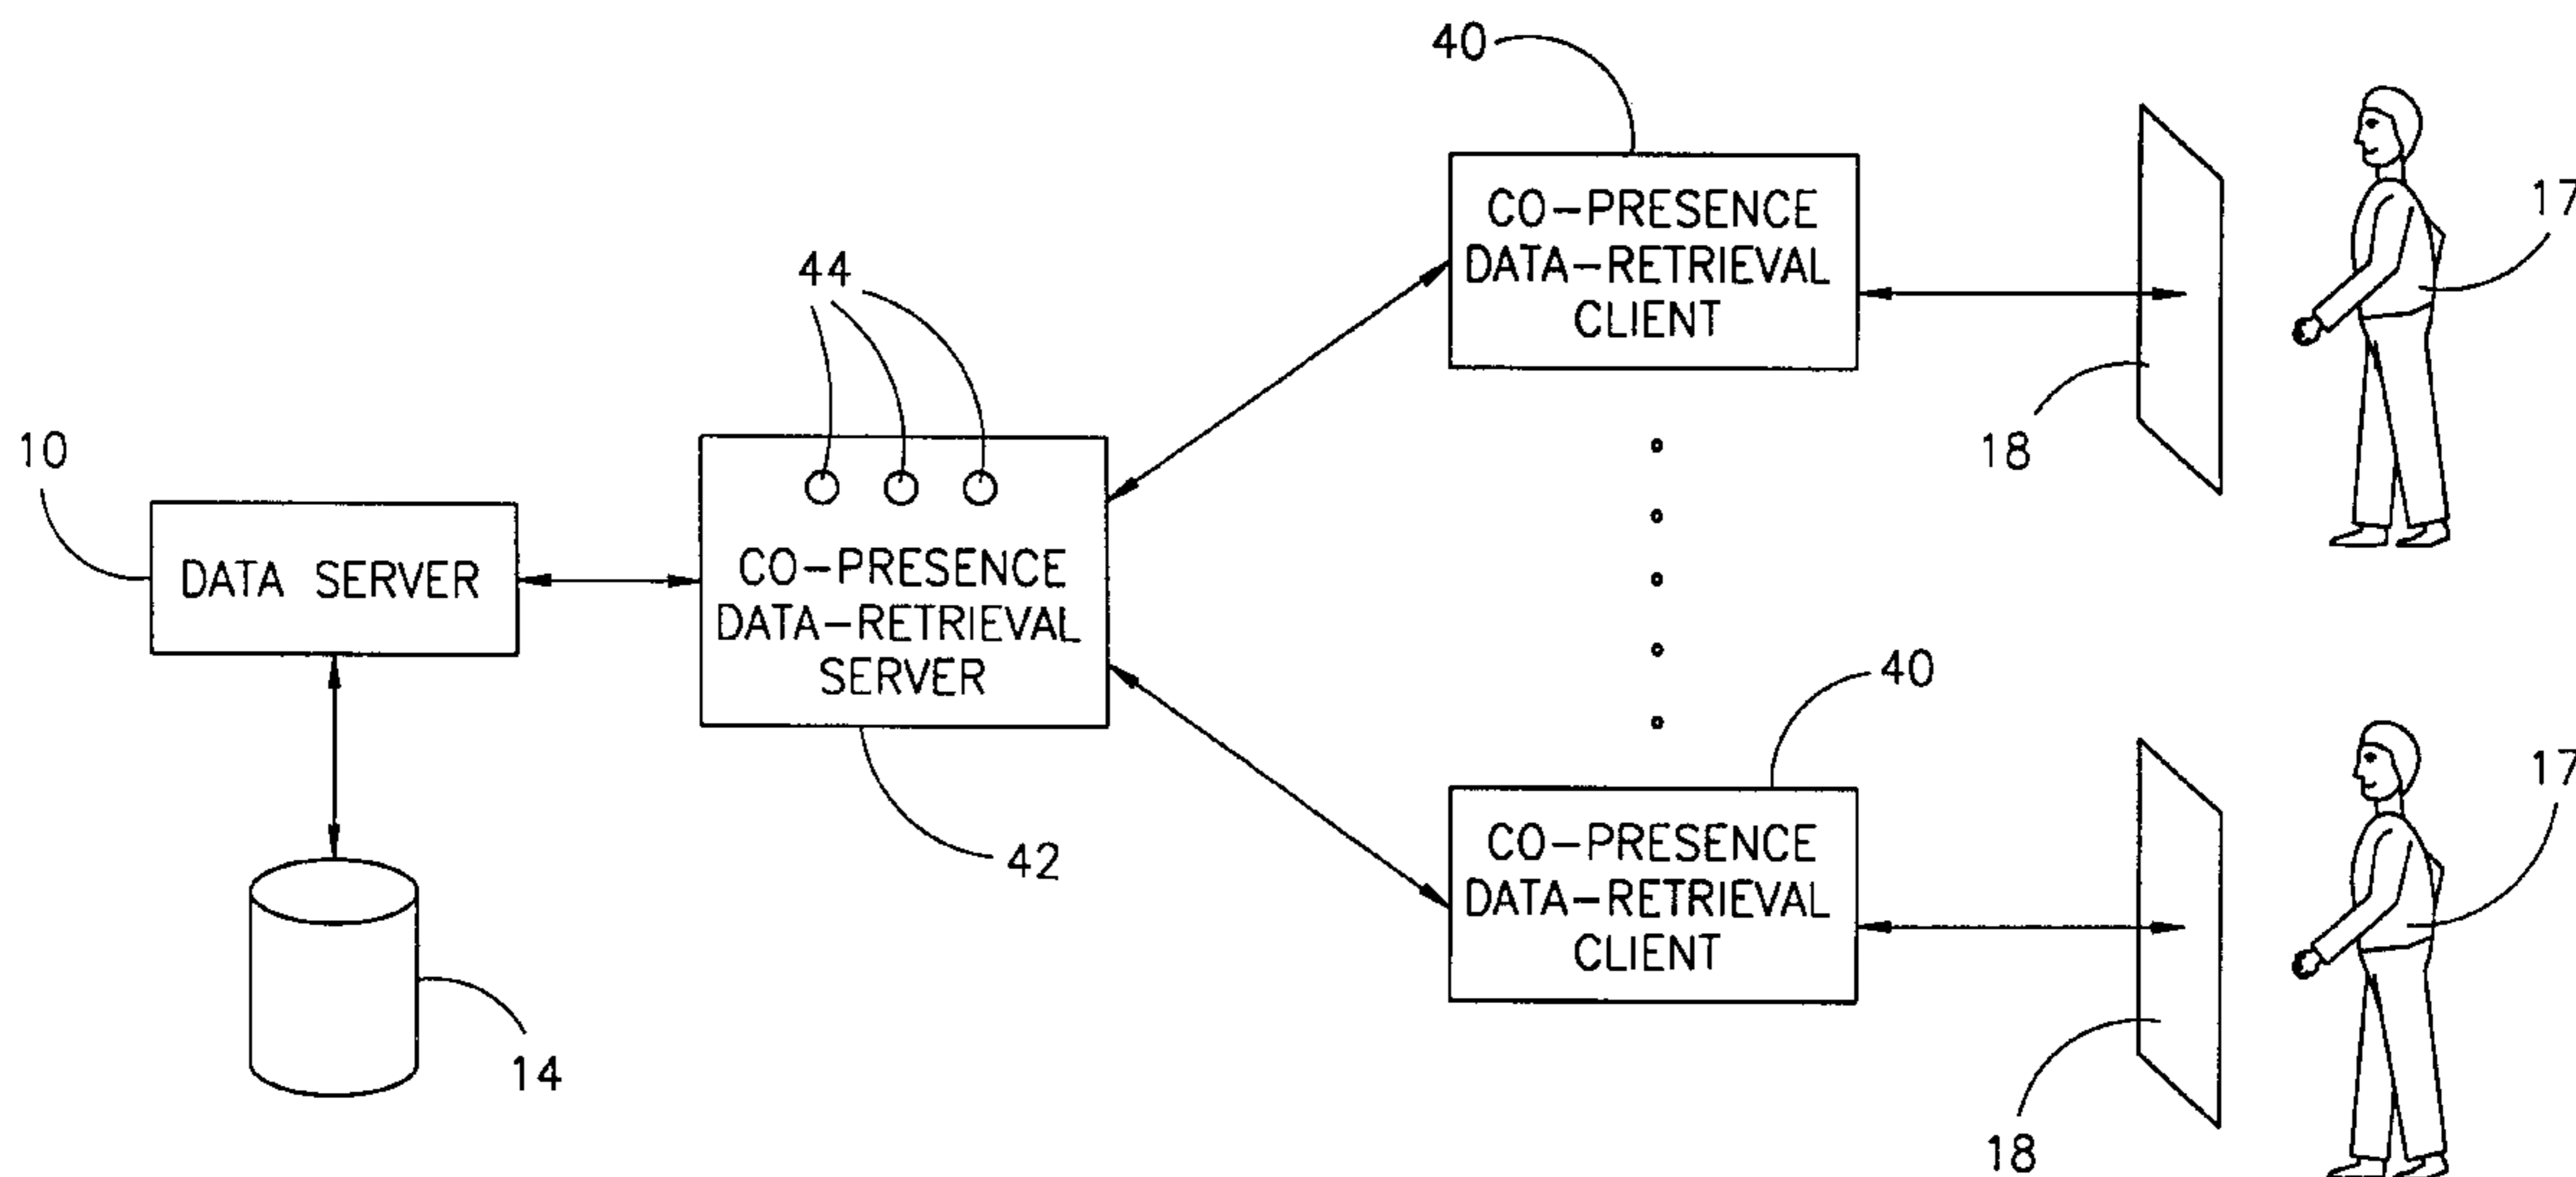 40
CO-PRESENCE
DATA-RETRIEVAL
CLIENT
17
18
44
10
DATA SERVER
CO-PRESENCE
DATA-RETRIEVAL
SERVER
42
14
40
CO-PRESENCE
DATA-RETRIEVAL
CLIENT
17
18